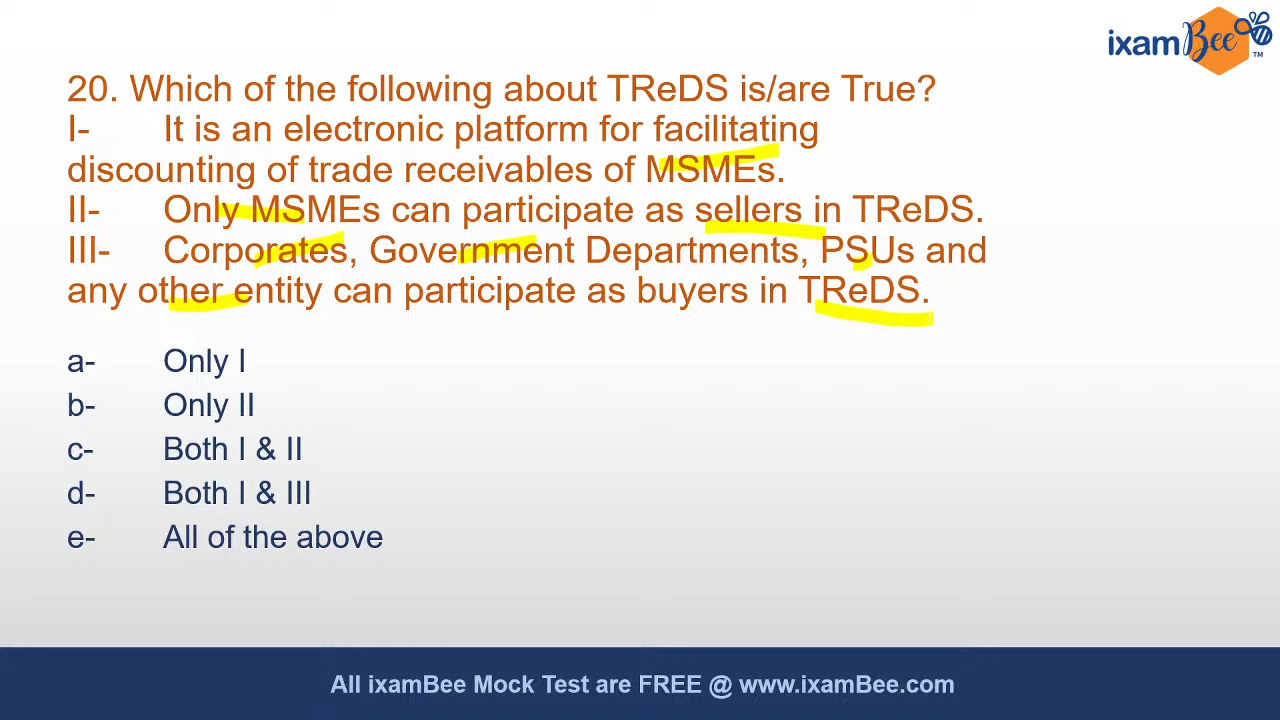 ixamBee
TM
20. Which of the following about TReDS is/are True?
I- It is an electronic platform for facilitating
discounting of trade receivables of MSMEs.
II- Only MSMEs can participate as sellers in TReDS.
III- Corporates, Government Departments, PSUs and
any other entity can participate as buyers in TReDS.
a- Only I
b- Only II
c- Both I & II
d- Both I & III
e- All of the above
All ixamBee Mock Test are FREE @ www.ixamBee.com